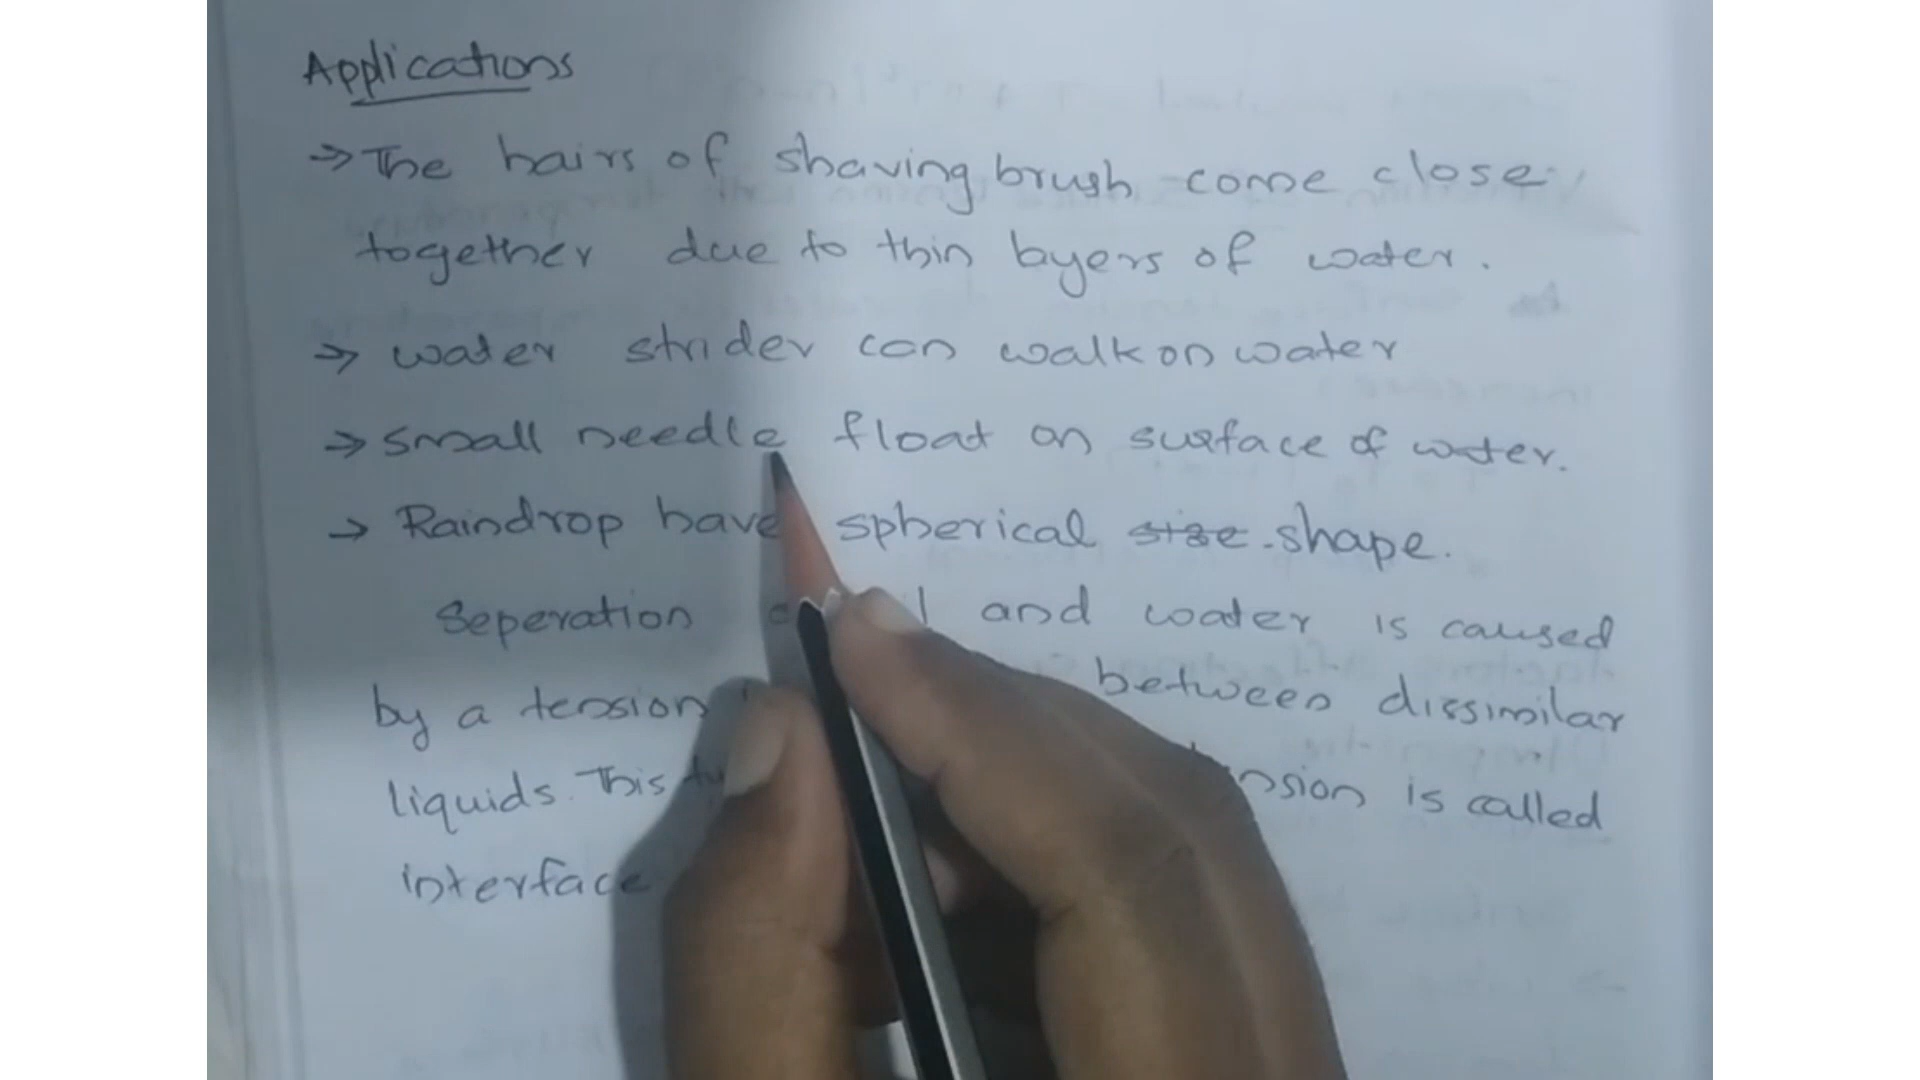 Applications
→ The hairs of shaving brush come close
together due to thin layers of water.
→ water strider can walk on water
→ small needle float on surface of water.
→ Raindrop have spherical size shape.
Seperation and water is caused
by a tension between dissimilar
liquids. This is called
interface